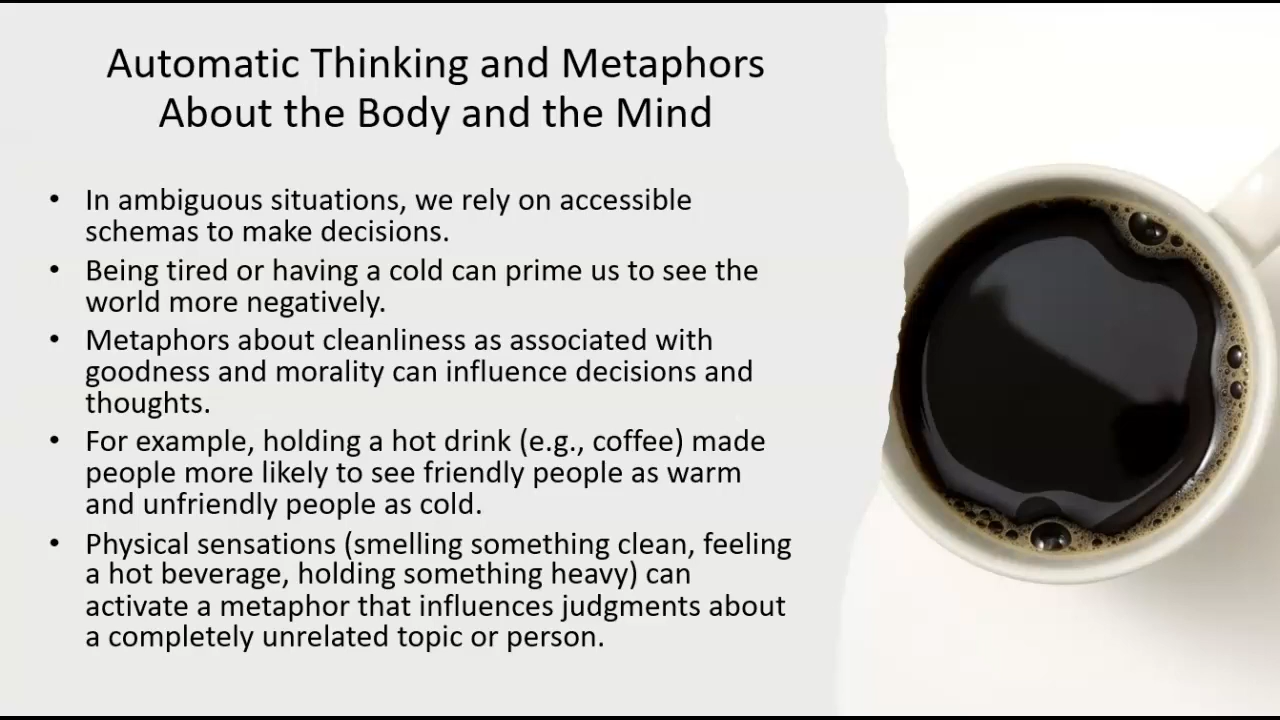 Automatic Thinking and Metaphors
About the Body and the Mind
• In ambiguous situations, we rely on accessible
schemas to make decisions.
• Being tired or having a cold can prime us to see the
world more negatively.
• Metaphors about cleanliness as associated with
goodness and morality can influence decisions and
thoughts.
• For example, holding a hot drink (e.g., coffee) made
people more likely to see friendly people as warm
and unfriendly people as cold.
• Physical sensations (smelling something clean, feeling
a hot beverage, holding something heavy) can
activate a metaphor that influences judgments about
a completely unrelated topic or person.